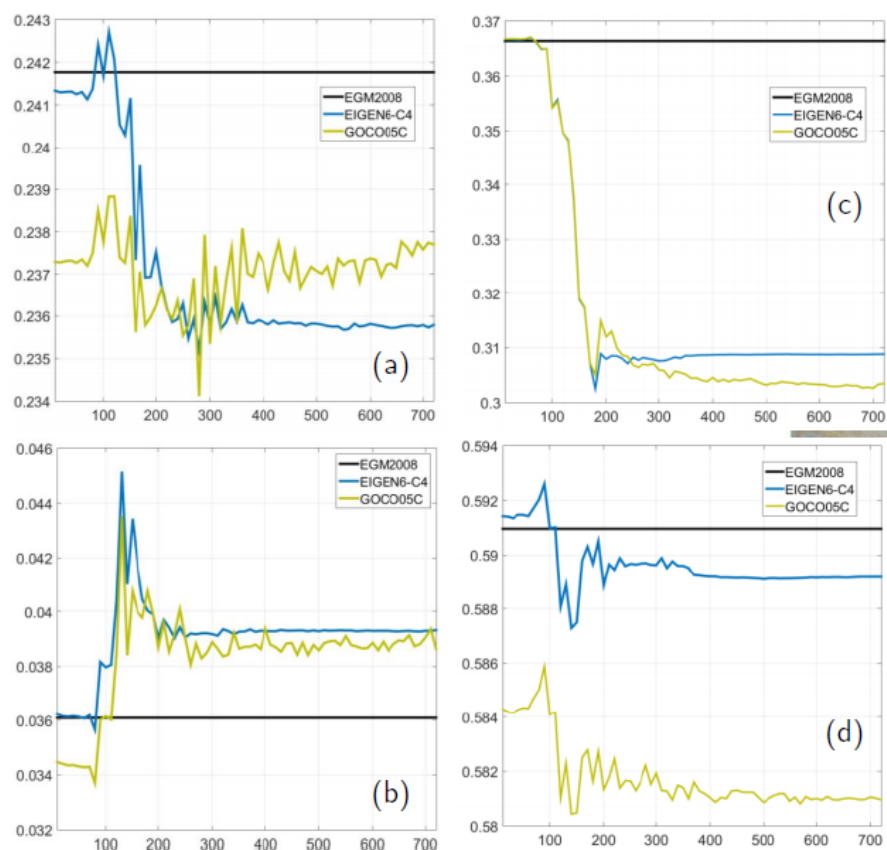 0.243
0.242
0.241
0.24
0.239
0.238
0.237
0.236
0.235
0.234
EGM2008
EIGEN6-C4
GOCO05C
(a)
100 200 300 400 500 600 700
0.37
0.36
0.35
0.34
0.33
0.32
0.31
0.3
EGM2008
EIGEN6-C4
GOCO05C
(c)
100 200 300 400 500 600 700
0.046
0.044
0.042
0.04
0.038
0.036
0.034
0.032
EGM2008
EIGEN6-C4
GOCO05C
(b)
100 200 300 400 500 600 700
0.594
0.592
0.59
0.588
0.586
0.584
0.582
0.58
EGM2008
EIGEN6-C4
GOCO05C
(d)
100 200 300 400 500 600 700